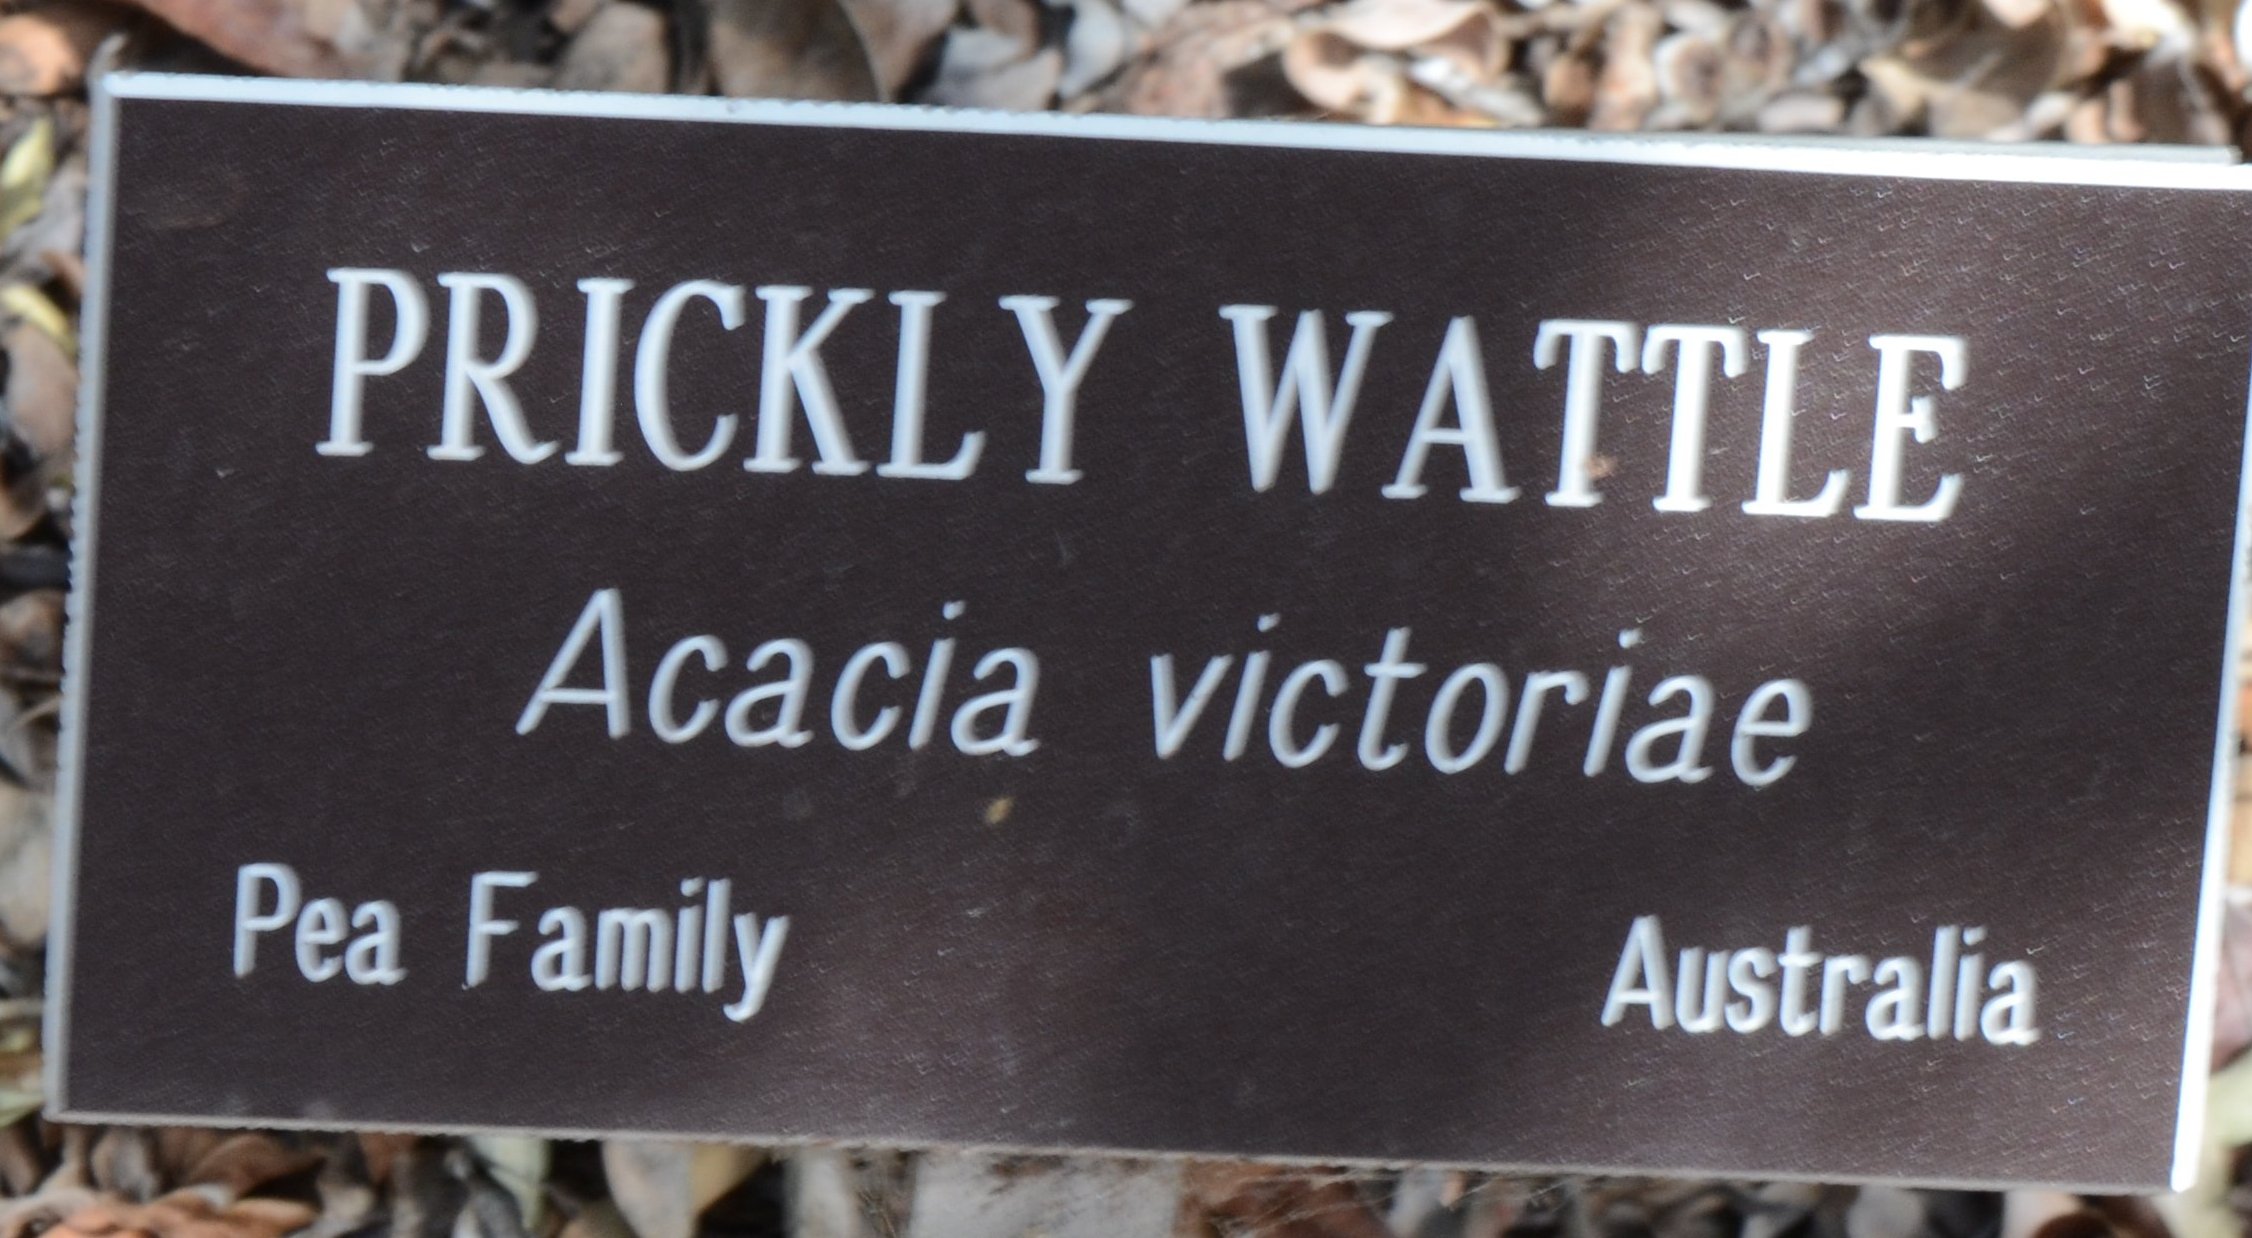 PRICKLY WATTLE
Acacia victoriae
Pea Family Australia